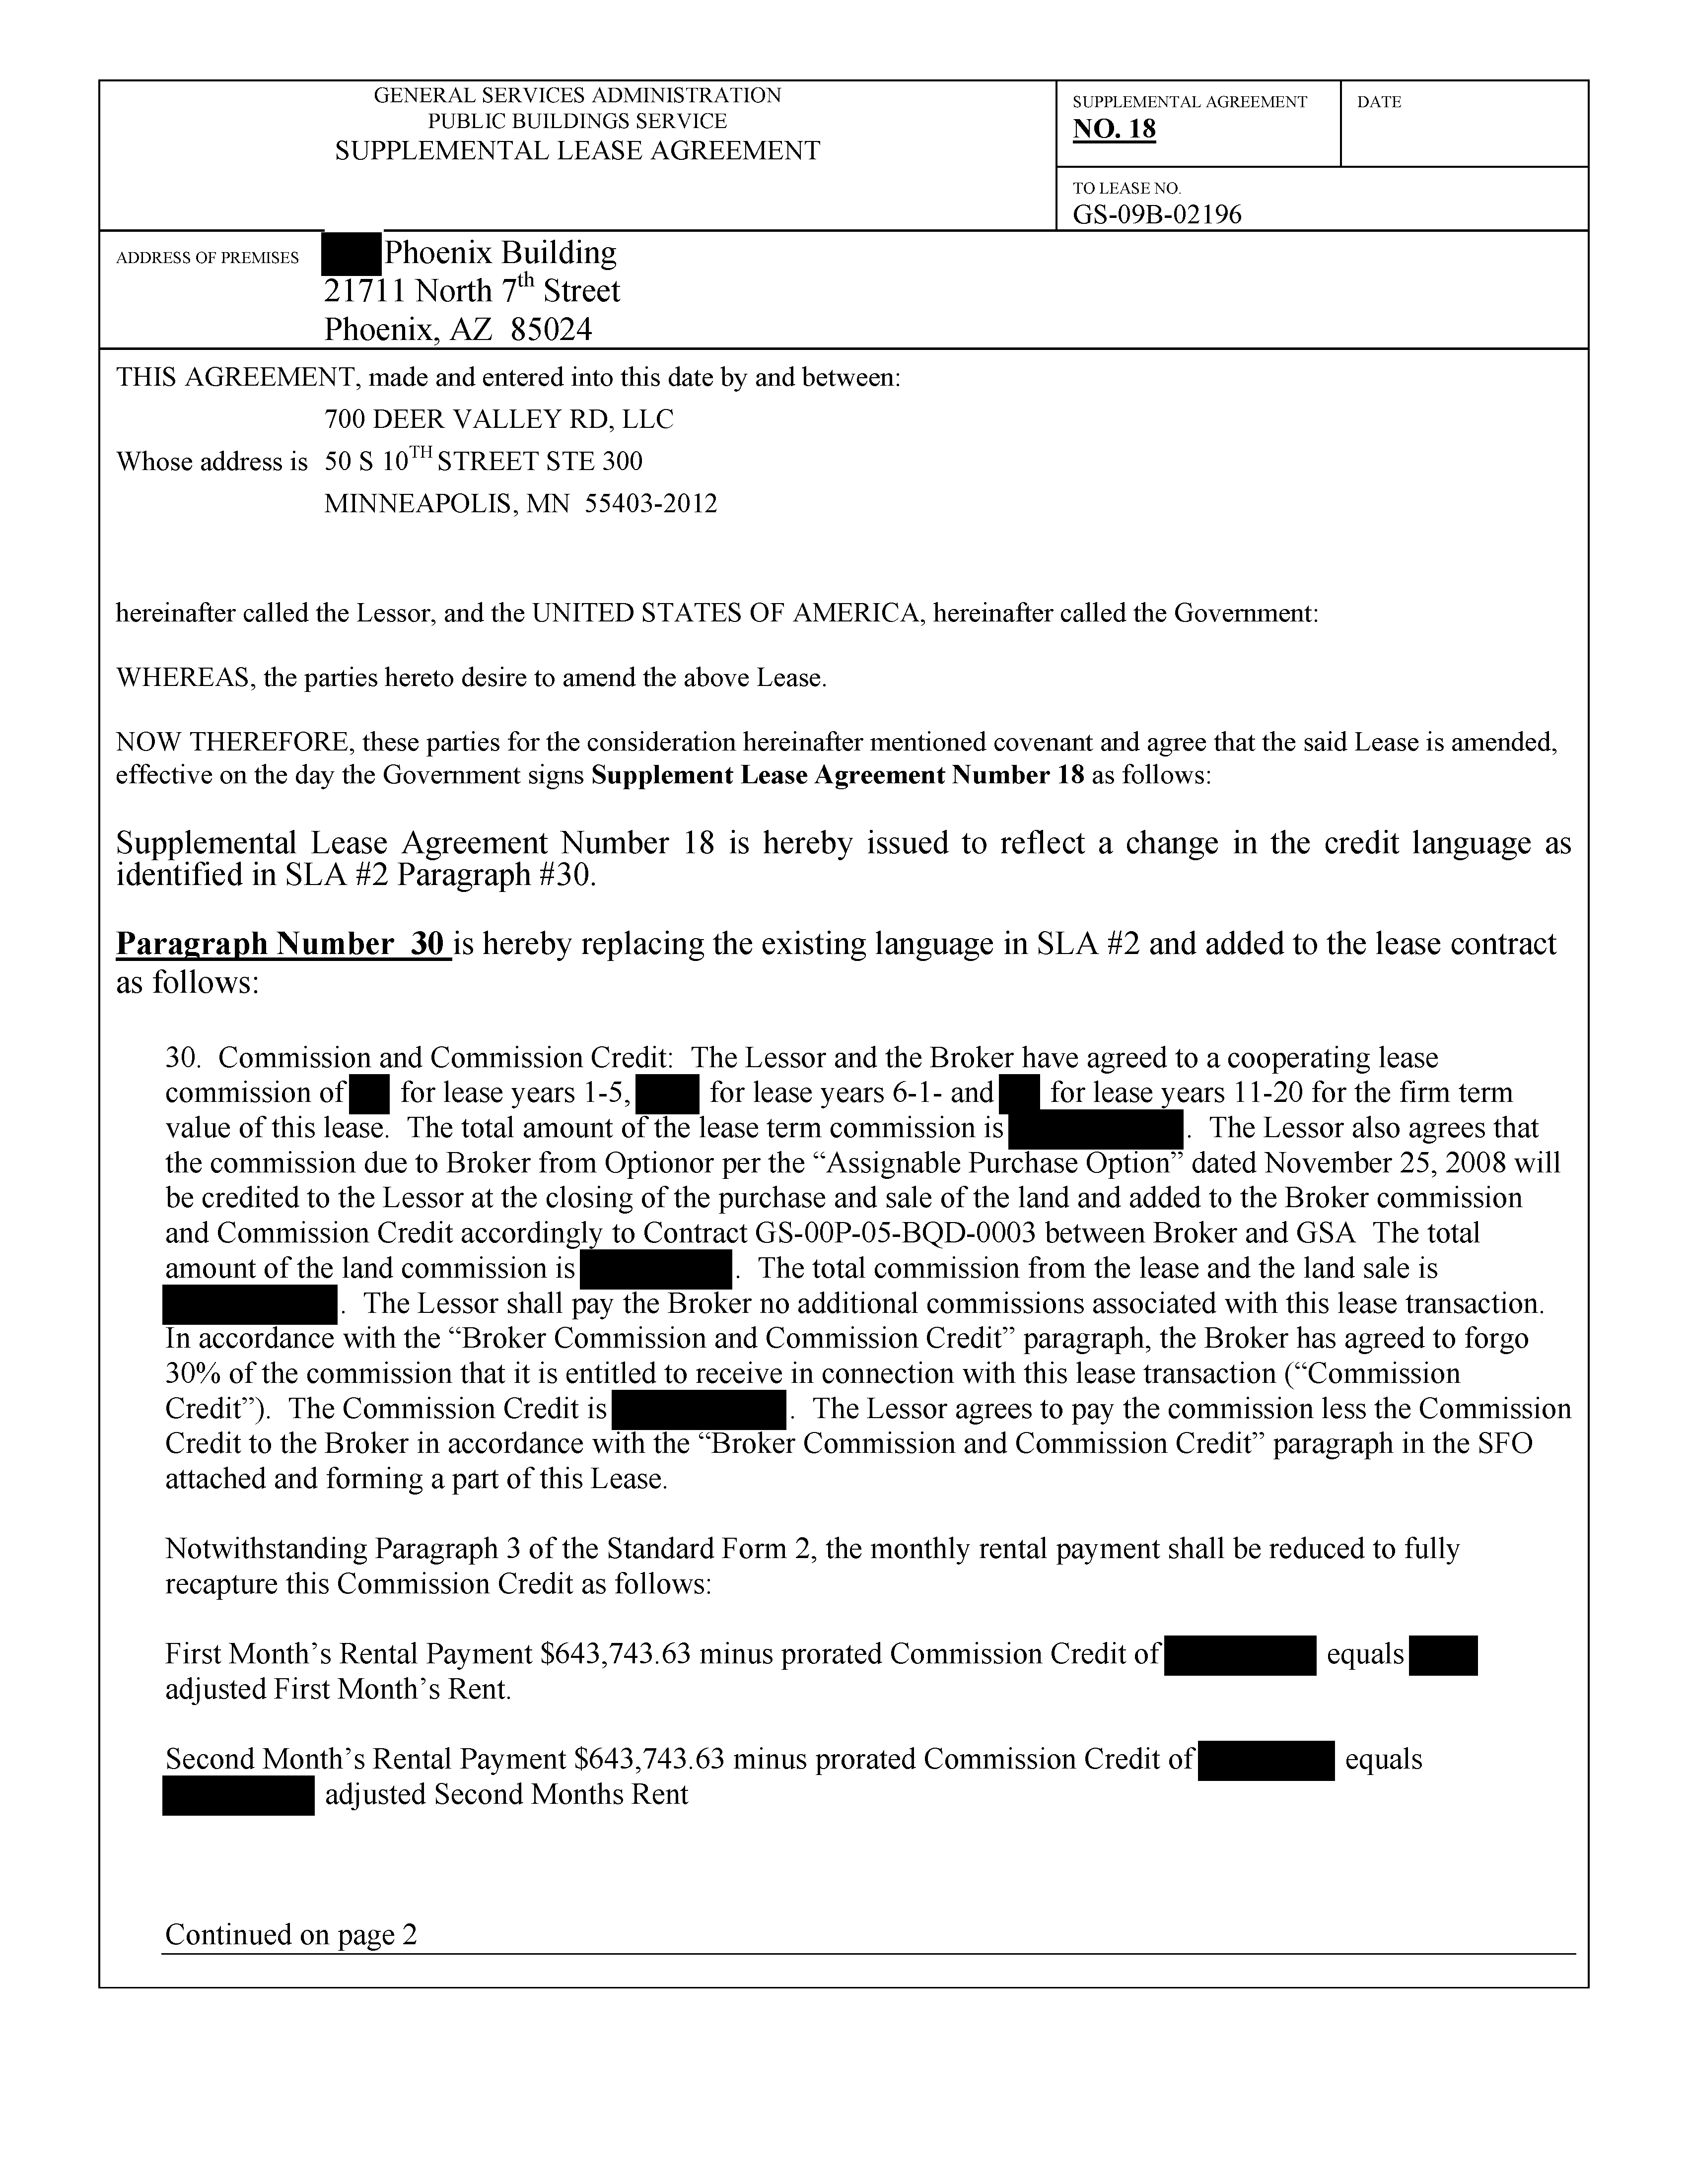 GENERAL SERVICES ADMINISTRATION
PUBLIC BUILDINGS SERVICE
SUPPLEMENTAL LEASE AGREEMENT
SUPPLEMENTAL AGREEMENT
NO. 18
DATE
TO LEASE NO.
GS-09B-02196
ADDRESS OF PREMISES
Phoenix Building
21711 North 7th Street
Phoenix, AZ 85024
THIS AGREEMENT, made and entered into this date by and between:
700 DEER VALLEY RD, LLC
Whose address is 50 S 10TH STREET STE 300
MINNEAPOLIS, MN 55403-2012
hereinafter called the Lessor, and the UNITED STATES OF AMERICA, hereinafter called the Government:
WHEREAS, the parties hereto desire to amend the above Lease.
NOW THEREFORE, these parties for the consideration hereinafter mentioned covenant and agree that the said Lease is amended,
effective on the day the Government signs Supplement Lease Agreement Number 18 as follows:
Supplemental Lease Agreement Number 18 is hereby issued to reflect a change in the credit language as
identified in SLA #2 Paragraph #30.
Paragraph Number 30 is hereby replacing the existing language in SLA #2 and added to the lease contract
as follows:
30. Commission and Commission Credit: The Lessor and the Broker have agreed to a cooperating lease
commission of for lease years 1-5, for lease years 6-1- and for lease years 11-20 for the firm term
value of this lease. The total amount of the lease term commission is . The Lessor also agrees that
the commission due to Broker from Optionor per the “Assignable Purchase Option” dated November 25, 2008 will
be credited to the Lessor at the closing of the purchase and sale of the land and added to the Broker commission
and Commission Credit accordingly to Contract GS-00P-05-BQD-0003 between Broker and GSA The total
amount of the land commission is . The total commission from the lease and the land sale is
. The Lessor shall pay the Broker no additional commissions associated with this lease transaction.
In accordance with the “Broker Commission and Commission Credit” paragraph, the Broker has agreed to forgo
30% of the commission that it is entitled to receive in connection with this lease transaction (“Commission
Credit”). The Commission Credit is . The Lessor agrees to pay the commission less the Commission
Credit to the Broker in accordance with the “Broker Commission and Commission Credit” paragraph in the SFO
attached and forming a part of this Lease.
Notwithstanding Paragraph 3 of the Standard Form 2, the monthly rental payment shall be reduced to fully
recapture this Commission Credit as follows:
First Month’s Rental Payment $643,743.63 minus prorated Commission Credit of equals
adjusted First Month’s Rent.
Second Month’s Rental Payment $643,743.63 minus prorated Commission Credit of equals
adjusted Second Months Rent
Continued on page 2